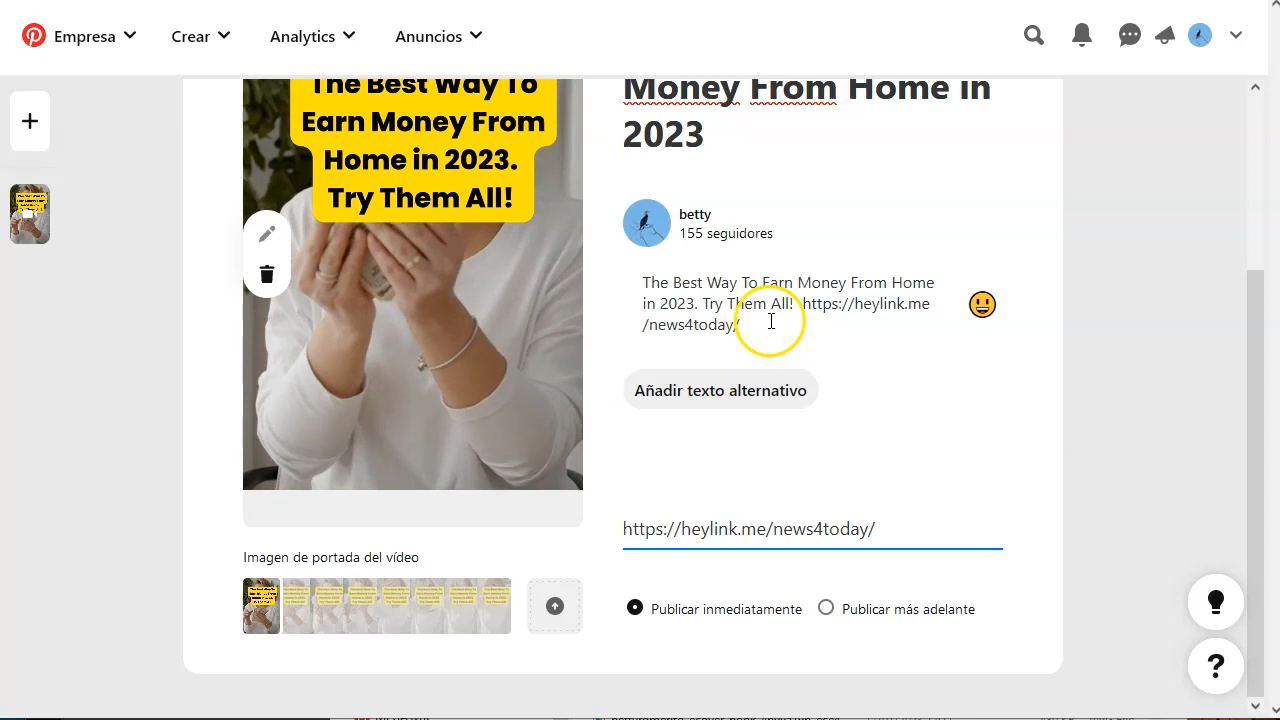 Empresa
Crear
Analytics
Anuncios
The Best Way To
Earn Money From
Home in 2023.
Try Them All!
Money From Home in
2023
betty
155 seguidores
The Best Way To Earn Money From Home
in 2023. Try Them All! https://heylink.me
/news4today/
Añadir texto alternativo
https://heylink.me/news4today/
Imagen de portada del vídeo
Publicar inmediatamente
Publicar más adelante
?